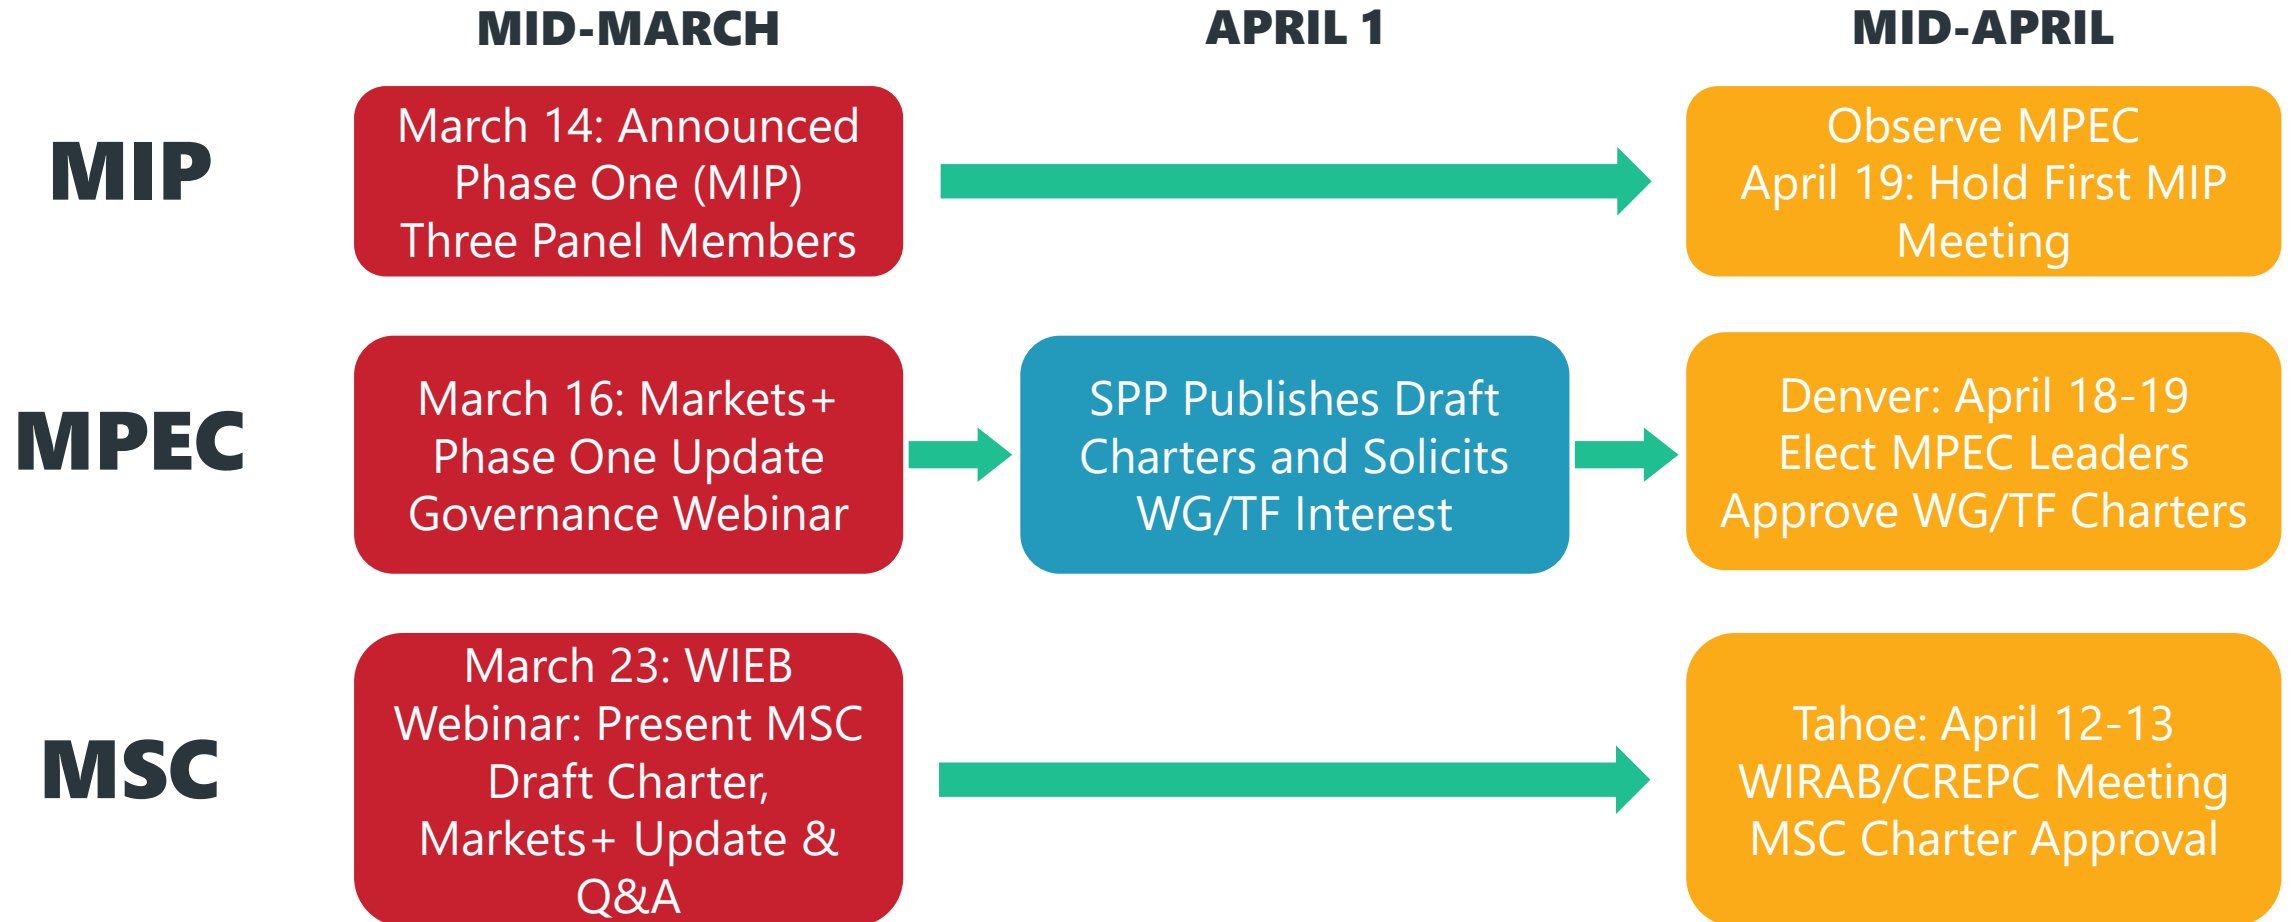 MID-MARCH
APRIL 1
MID-APRIL
MIP
March 14: Announced
Phase One (MIP)
Three Panel Members
Observe MPEC
April 19: Hold First MIP
Meeting
MPEC
March 16: Markets+
Phase One Update
Governance Webinar
SPP Publishes Draft
Charters and Solicits
WG/TF Interest
Denver: April 18-19
Elect MPEC Leaders
Approve WG/TF Charters
MSC
March 23: WIEB
Webinar: Present MSC
Draft Charter,
Markets+ Update &
Q&A
Tahoe: April 12-13
WIRAB/CREPC Meeting
MSC Charter Approval